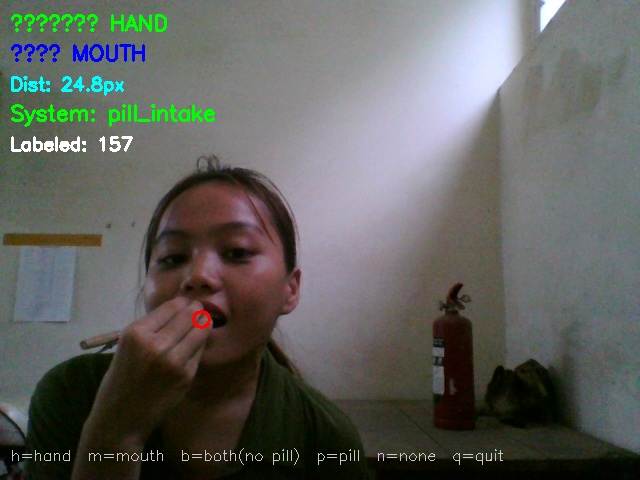 ??????? HAND
???? MOUTH
Dist: 24.8px
System: pill_intake
Labeled: 157
h=hand m=mouth b=both(no pill) p=pill n=none q=quit